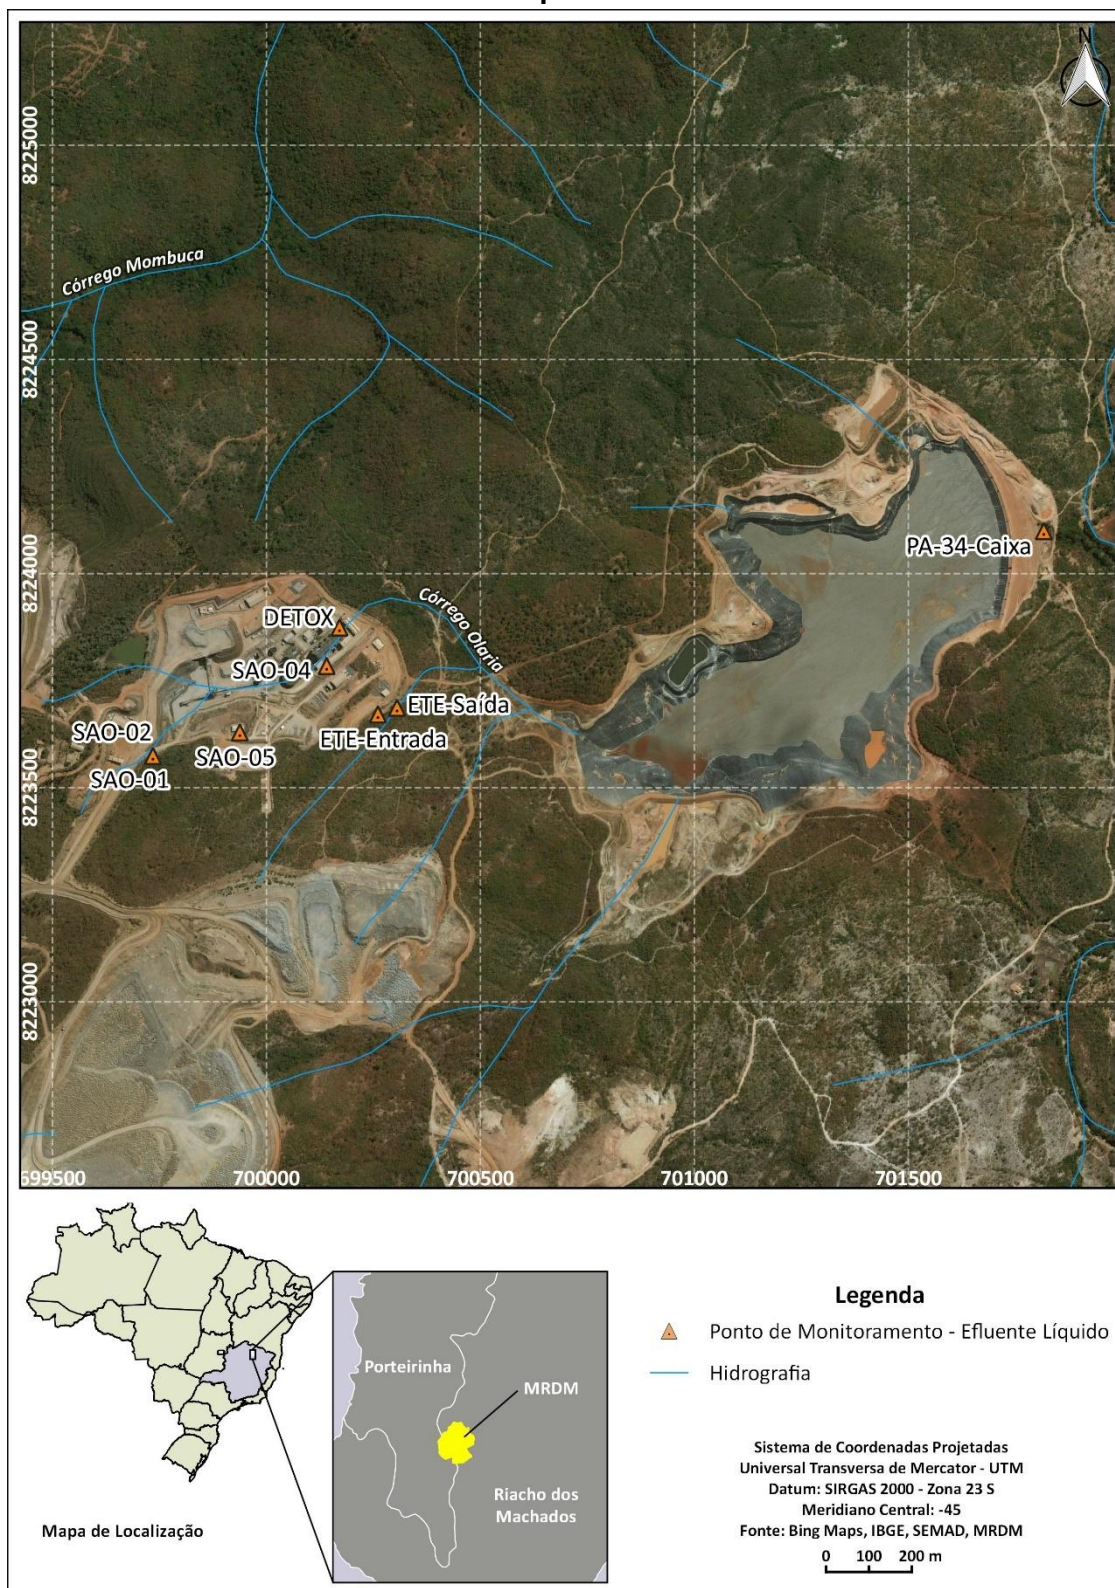 N
8225000
Córrego Mombuca
8224500
PA-34-Caixa
8224000
Córrego Olaria
DETOX
SAO-04
ETE-Saída
SAO-02
ETE-Entrada
SAO-05
SAO-01
8223500
8223000
699500
700000
700500
701000
701500
Mapa de Localização
Porteirinha
MRDM
Riacho dos
Machados
Legenda
Ponto de Monitoramento - Efluente Líquido
Hidrografia
Sistema de Coordenadas Projetadas
Universal Transversa de Mercator - UTM
Datum: SIRGAS 2000 - Zona 23 S
Meridiano Central: -45
Fonte: Bing Maps, IBGE, SEMAD, MRDM
0 100 200 m